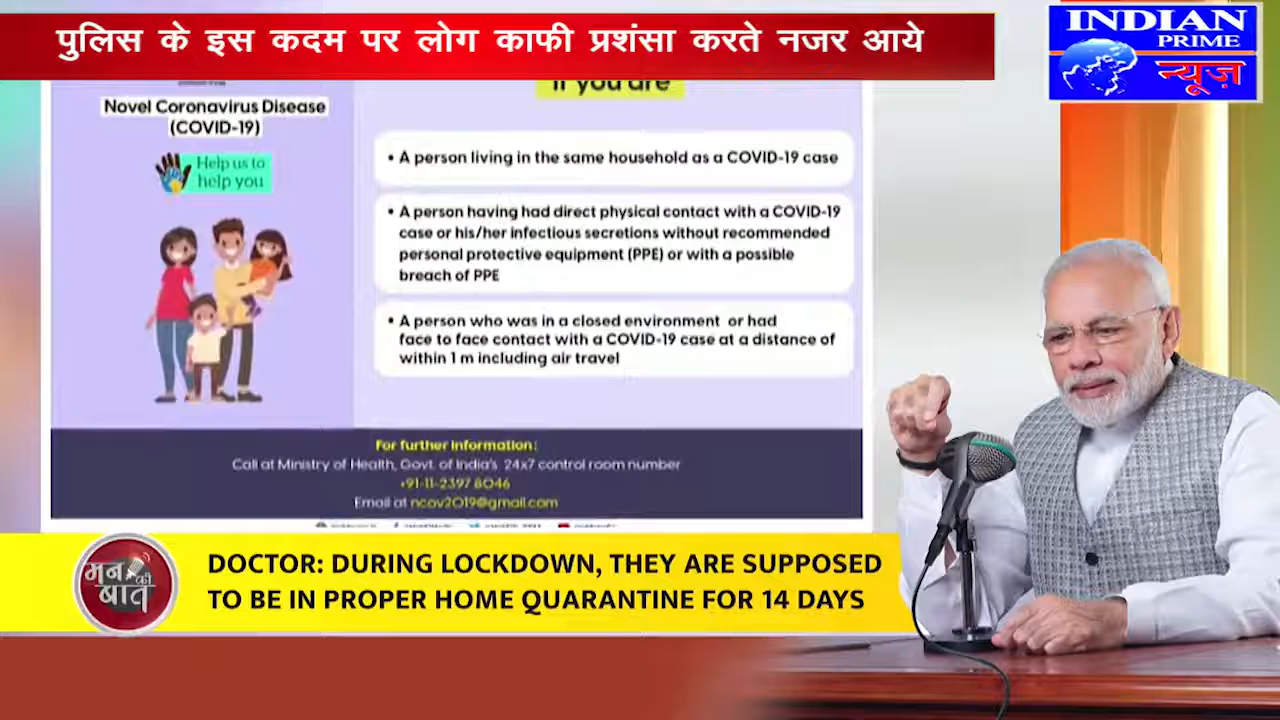 पुलिस के इस कदम पर लोग काफी प्रशंसा करते नजर आये
INDIAN
PRIME
न्यूज़
Novel Coronavirus Disease
(COVID-19)
Help us to
help you
if you are
• A person living in the same household as a COVID-19 case
• A person having had direct physical contact with a COVID-19
case or his/her infectious secretions without recommended
personal protective equipment (PPE) or with a possible
breach of PPE
• A person who was in a closed environment or had
face to face contact with a COVID-19 case at a distance of
within 1 m including air travel
For further information:
Call at Ministry of Health, Govt. of India's 24x7 control room number
+91-11-2397 8046
Email at ncov2019@gmail.com
मन
की
बात
DOCTOR: DURING LOCKDOWN, THEY ARE SUPPOSED
TO BE IN PROPER HOME QUARANTINE FOR 14 DAYS